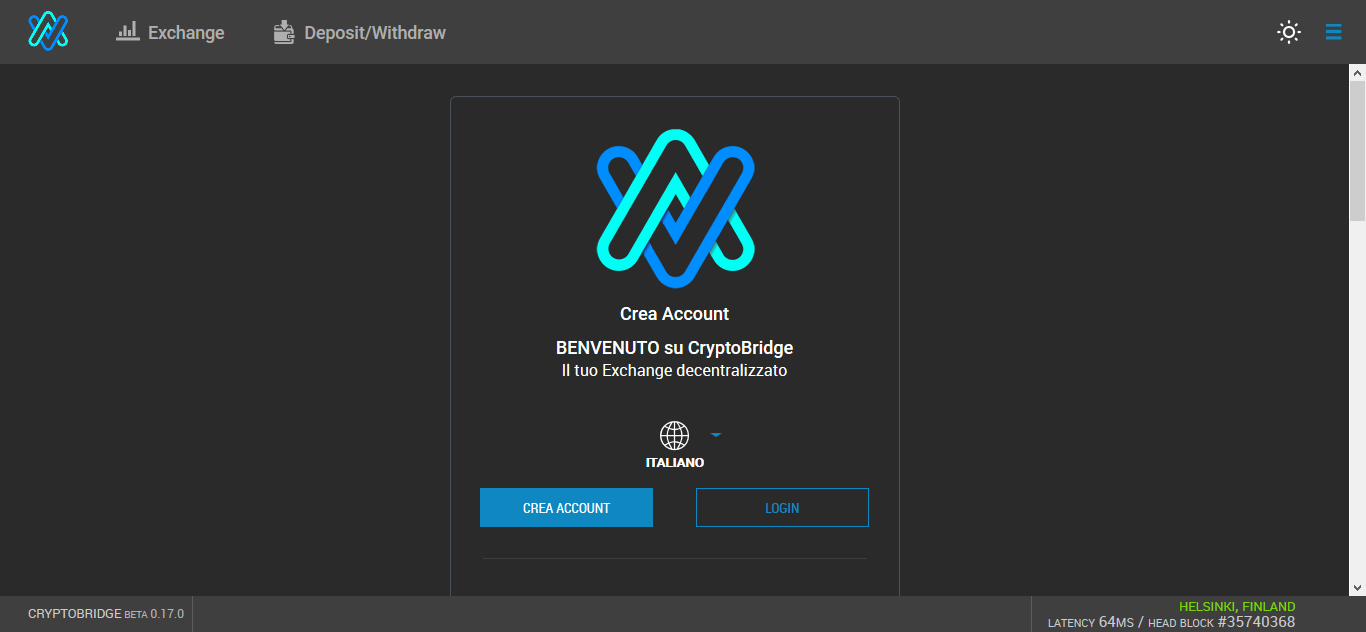 Exchange
Deposit/Withdraw
Crea Account
BENVENUTO su CryptoBridge
Il tuo Exchange decentralizzato
ITALIANO
CREA ACCOUNT
LOGIN
CRYPTOBRIDGE BETA 0.17.0
HELSINKI, FINLAND
LATENCY 64MS / HEAD BLOCK #35740368